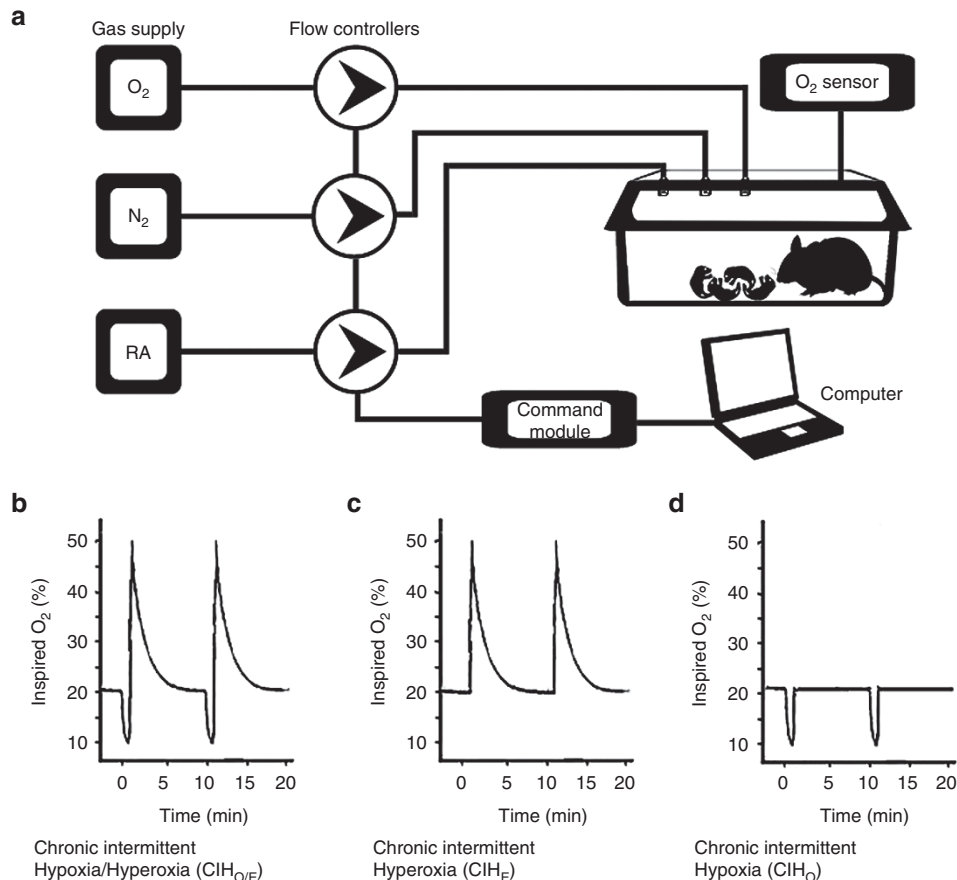 a
Gas supply
Flow controllers
O₂
O₂ sensor
N₂
RA
Computer
Command
module
b
c
d
Inspired O₂ (%)
50
40
30
20
10
0 5 10 15 20
Time (min)
Chronic intermittent
Hypoxia/Hyperoxia (CIH_O/E)
Inspired O₂ (%)
50
40
30
20
10
0 5 10 15 20
Time (min)
Chronic intermittent
Hyperoxia (CIH_E)
Inspired O₂ (%)
50
40
30
20
10
0 5 10 15 20
Time (min)
Chronic intermittent
Hypoxia (CIH_O)